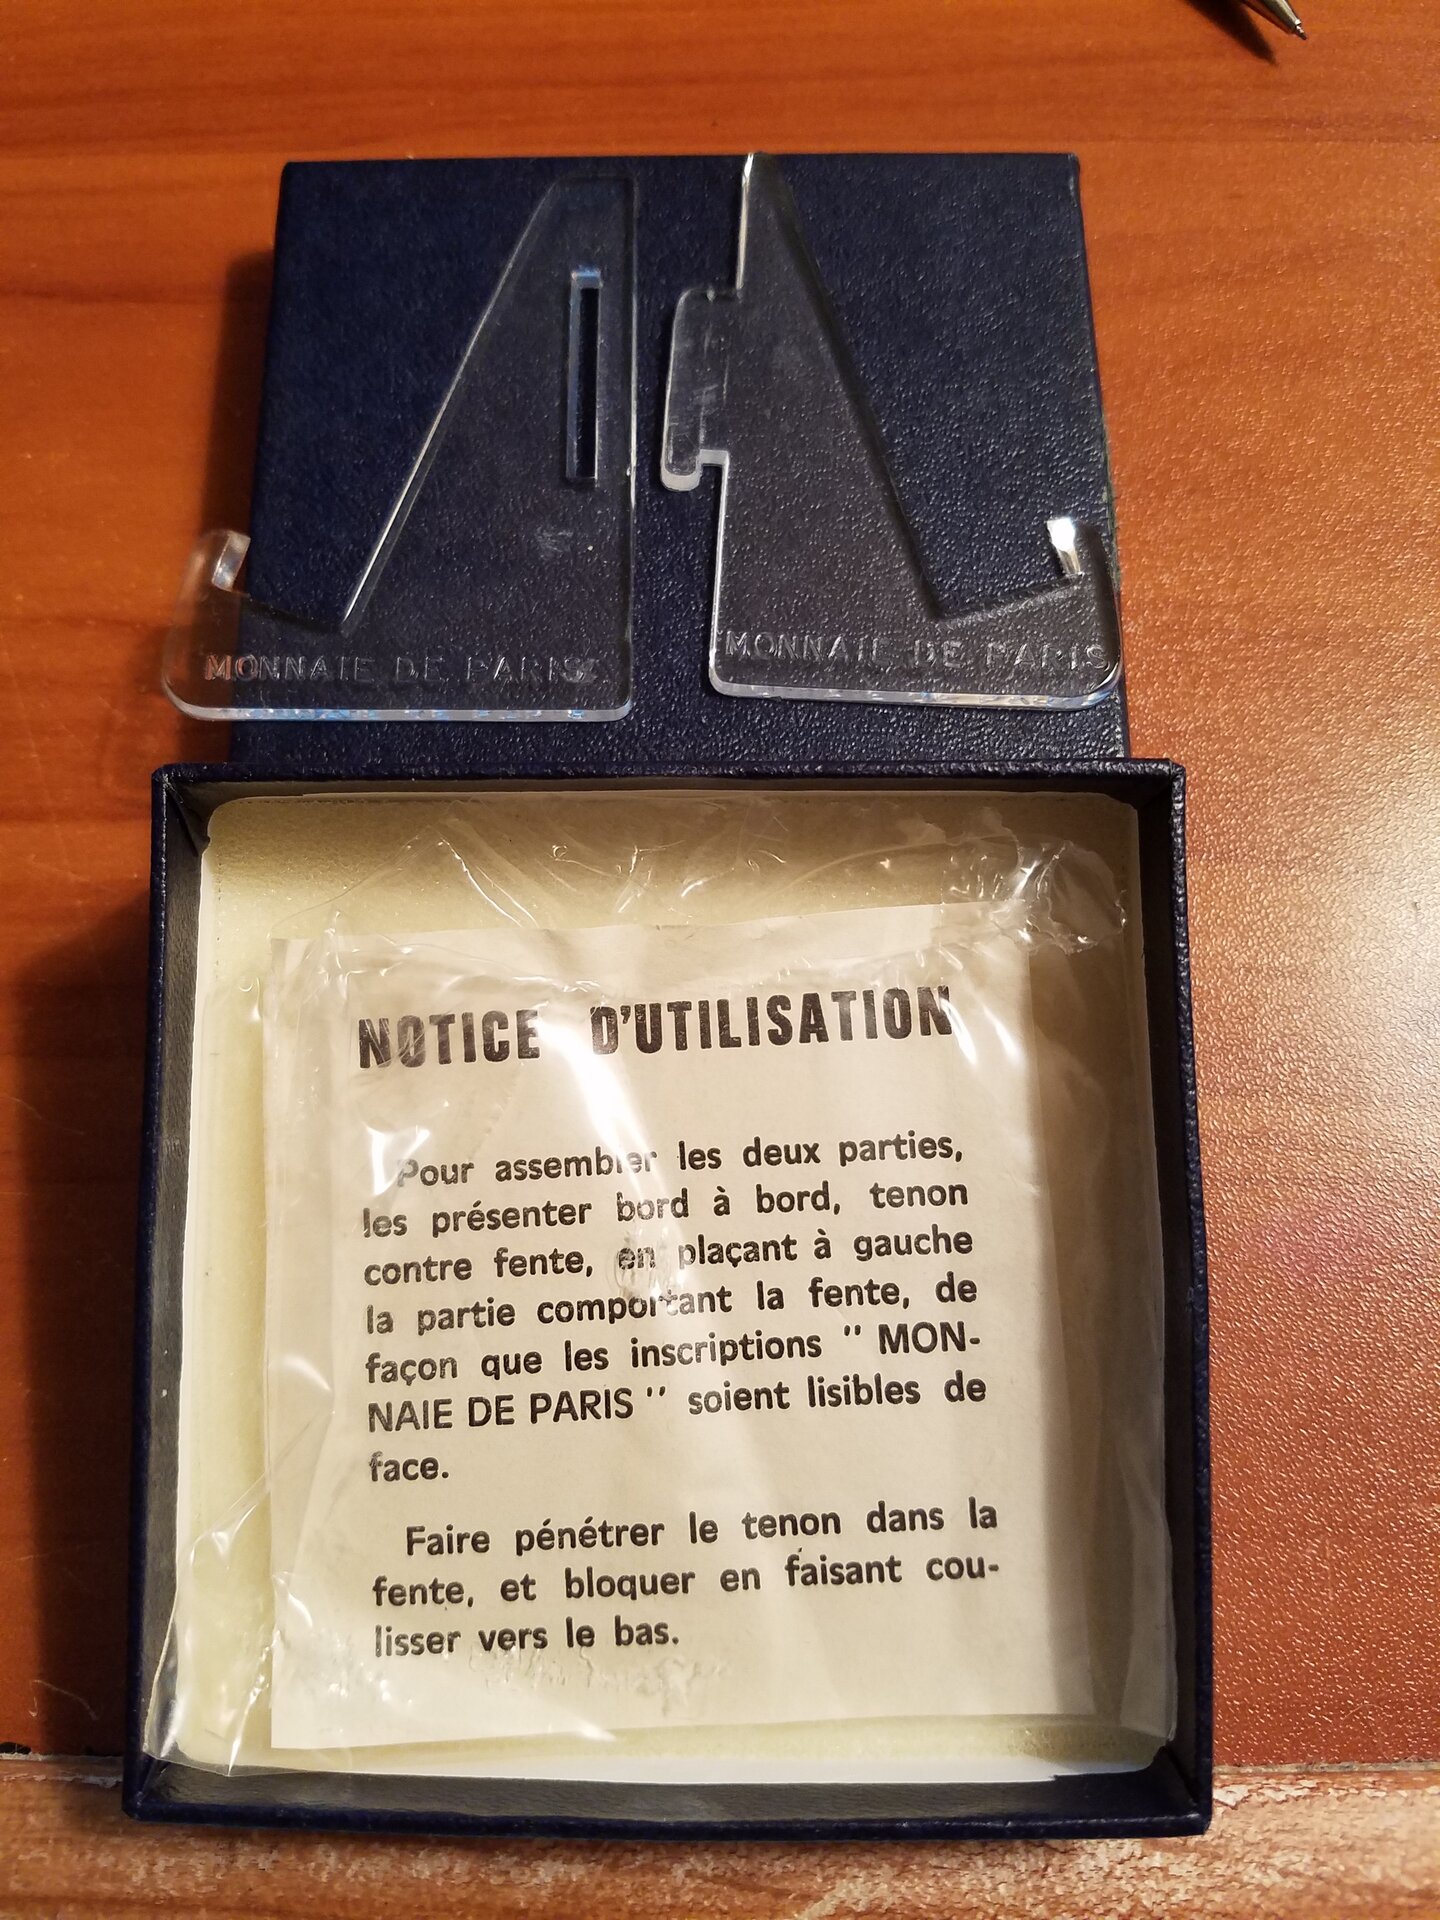 MONNAIE DE PARIS
MONNAIE DE PARIS
NOTICE D'UTILISATION
Pour assembler les deux parties,
les présenter bord à bord, tenon
contre fente, en plaçant à gauche
la partie comportant la fente, de
façon que les inscriptions " MON-
NAIE DE PARIS " soient lisibles de
face.
Faire pénétrer le tenon dans la
fente, et bloquer en faisant cou-
lisser vers le bas.